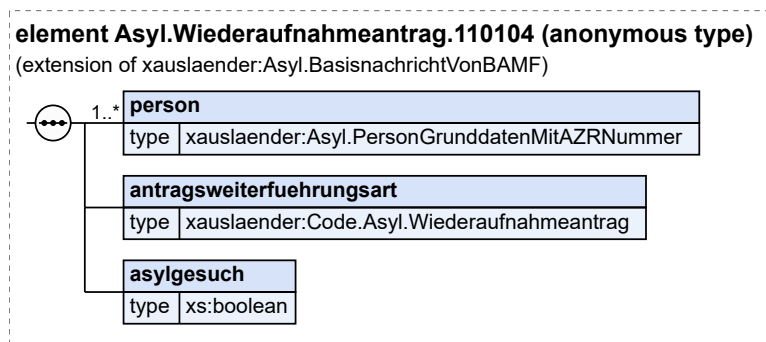 element Asyl.Wiederaufnahmeantrag.110104 (anonymous type)
(extension of xauslaender:Asyl.BasisnachrichtVonBAMF)
1..* person
type xauslaender:Asyl.PersonGrunddatenMitAZRNummer
antragsweiterfuehrungsart
type xauslaender:Code.Asyl.Wiederaufnahmeantrag
asylgesuch
type xs:boolean